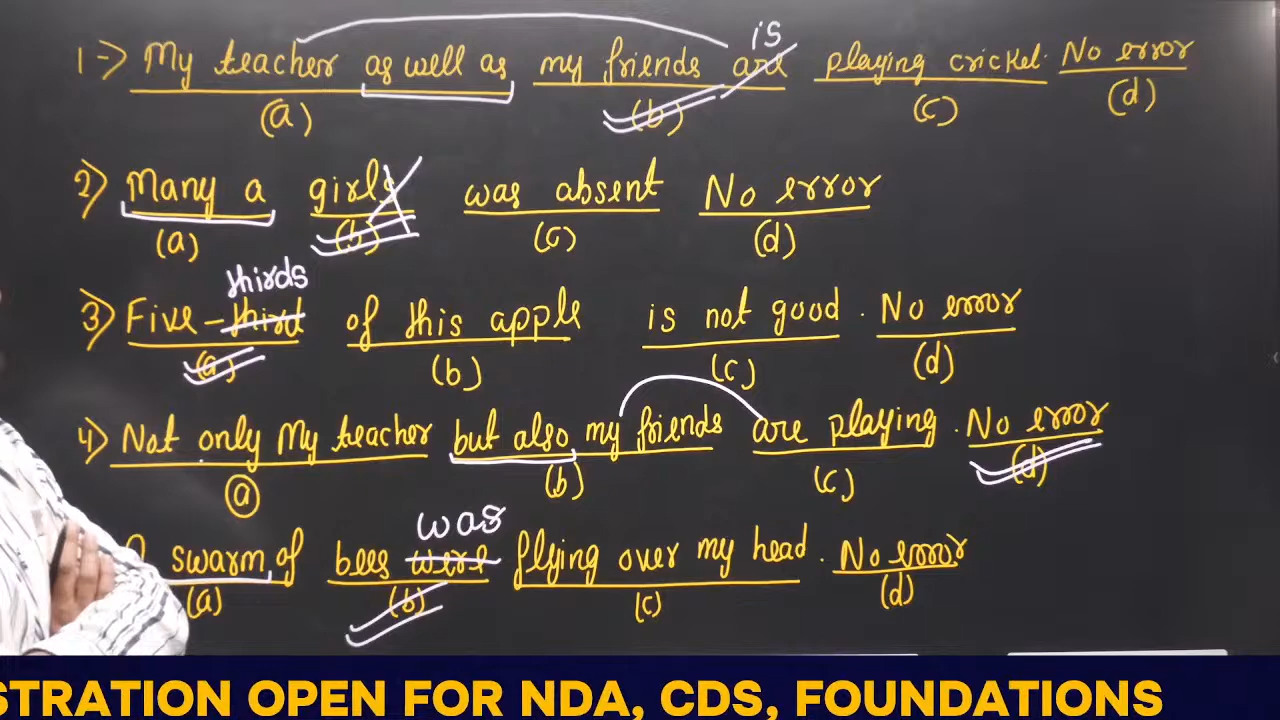 is
1-> My teacher as well as my friends are playing cricket. No error
(a) (b) (c) (d)
2) Many a girls was absent No error
(a) (b) (c) (d)
thirds
3) Five-third of this apple is not good. No error
(a) (b) (c) (d)
4) Not only My teacher but also my friends are playing. No error
(a) (b) (c) (d)
was
swarm of bees were flying over my head. No error
(a) (b) (c) (d)
STRATION OPEN FOR NDA, CDS, FOUNDATIONS